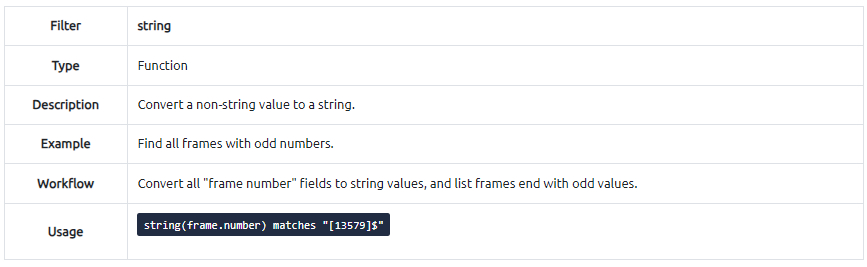 Filter string
Type Function
Description Convert a non-string value to a string.
Example Find all frames with odd numbers.
Workflow Convert all "frame number" fields to string values, and list frames end with odd values.
Usage string(frame.number) matches "[13579]$"